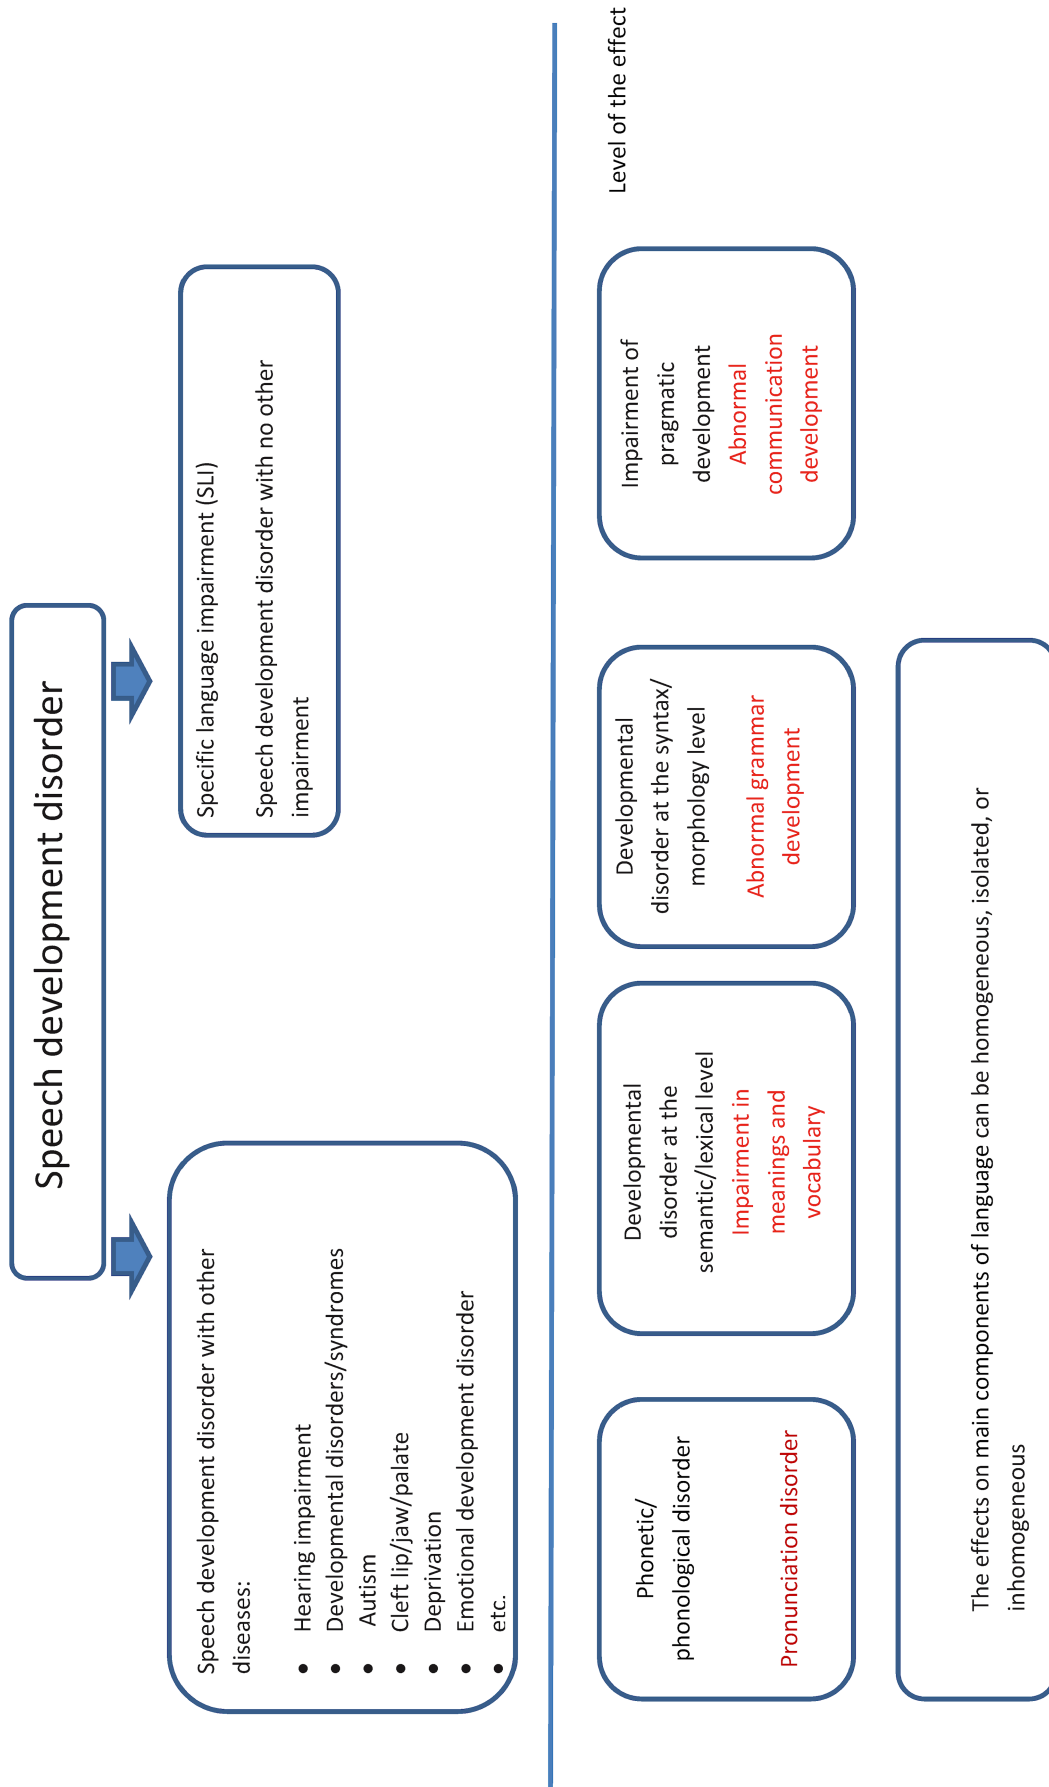 Speech development disorder
Speech development disorder with other
diseases:
● Hearing impairment
● Developmental disorders/syndromes
● Autism
● Cleft lip/jaw/palate
● Deprivation
● Emotional development disorder
● etc.
Specific language impairment (SLI)
Speech development disorder with no other
impairment
Level of the effect
Phonetic/
phonological disorder
Pronunciation disorder
Developmental
disorder at the
semantic/lexical level
Impairment in
meanings and
vocabulary
Developmental
disorder at the syntax/
morphology level
Abnormal grammar
development
Impairment of
pragmatic
development
Abnormal
communication
development
The effects on main components of language can be homogeneous, isolated, or
inhomogeneous